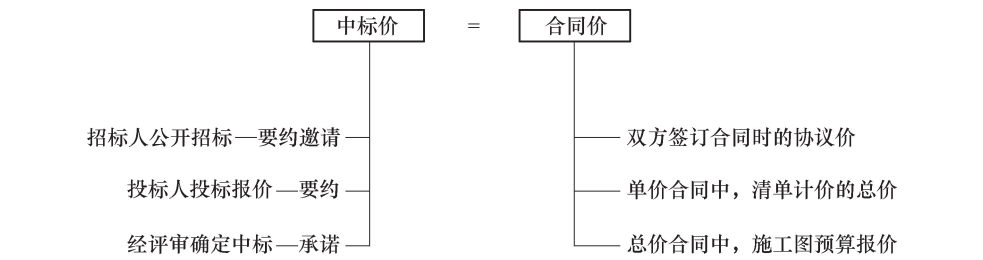 中标价 = 合同价
招标人公开招标—要约邀请 双方签订合同时的协议价
投标人投标报价—要约 单价合同中，清单计价的总价
经评审确定中标—承诺 总价合同中，施工图预算报价